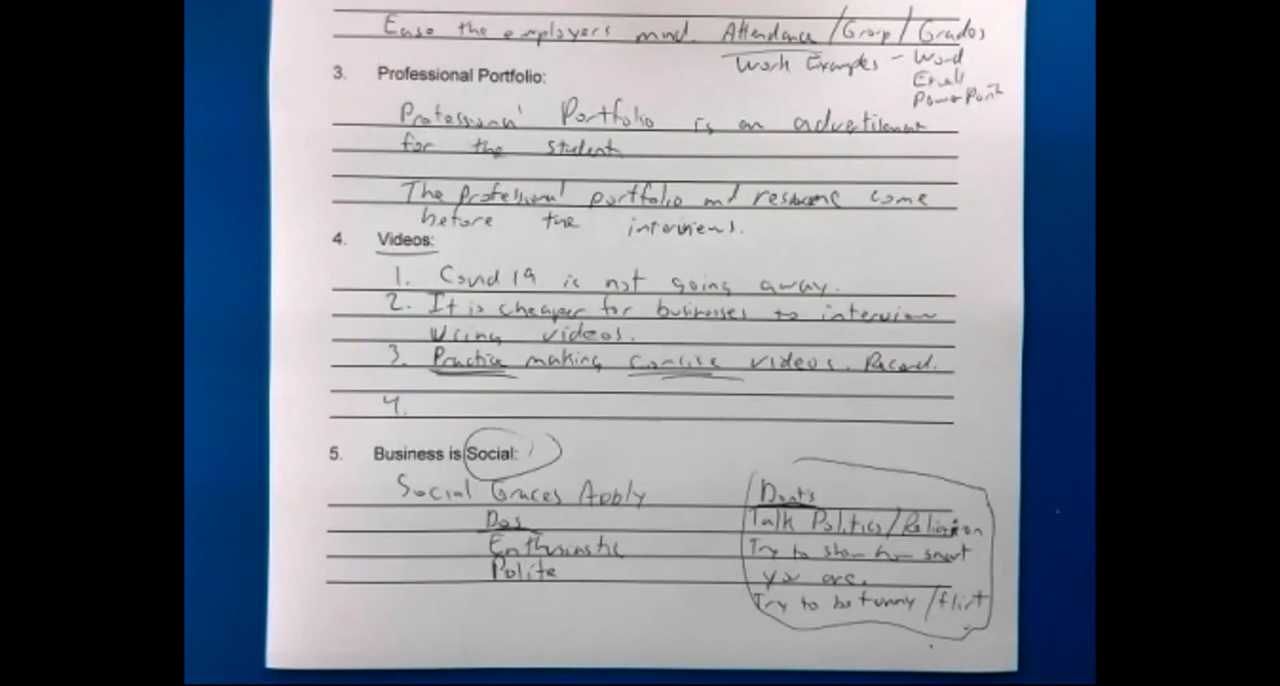 Ease the employers mind. Attendance / Group / Grades
Work Examples - Word
Excell
PowerPoint
3. Professional Portfolio:
Professional Portfolio is an advertisment
for the student
The professional portfolio and resume come
before the interviews.
4. Videos:
1. Covid 19 is not going away.
2. It is cheaper for businesses to interview
using videos.
3. Practice making concise videos. Record.
4.
5. Business is Social:
Social Graces Apply
Dos
Enthusiastic
Polite
Dont's
Talk Politics/Religion
Try to show how smart
you are.
Try to be funny /flirt